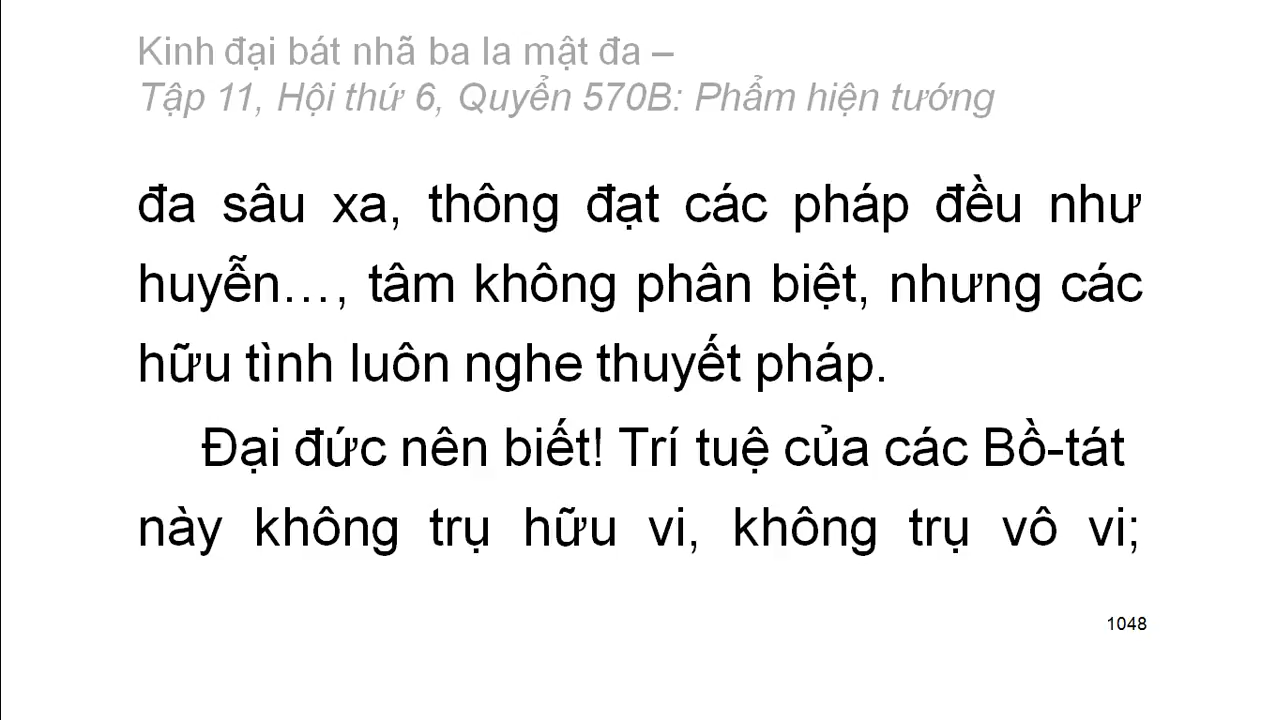 Kinh đại bát nhã ba la mật đa –
Tập 11, Hội thứ 6, Quyển 570B: Phẩm hiện tướng
đa sâu xa, thông đạt các pháp đều như
huyễn…, tâm không phân biệt, nhưng các
hữu tình luôn nghe thuyết pháp.
Đại đức nên biết! Trí tuệ của các Bồ-tát
này không trụ hữu vi, không trụ vô vi;
1048